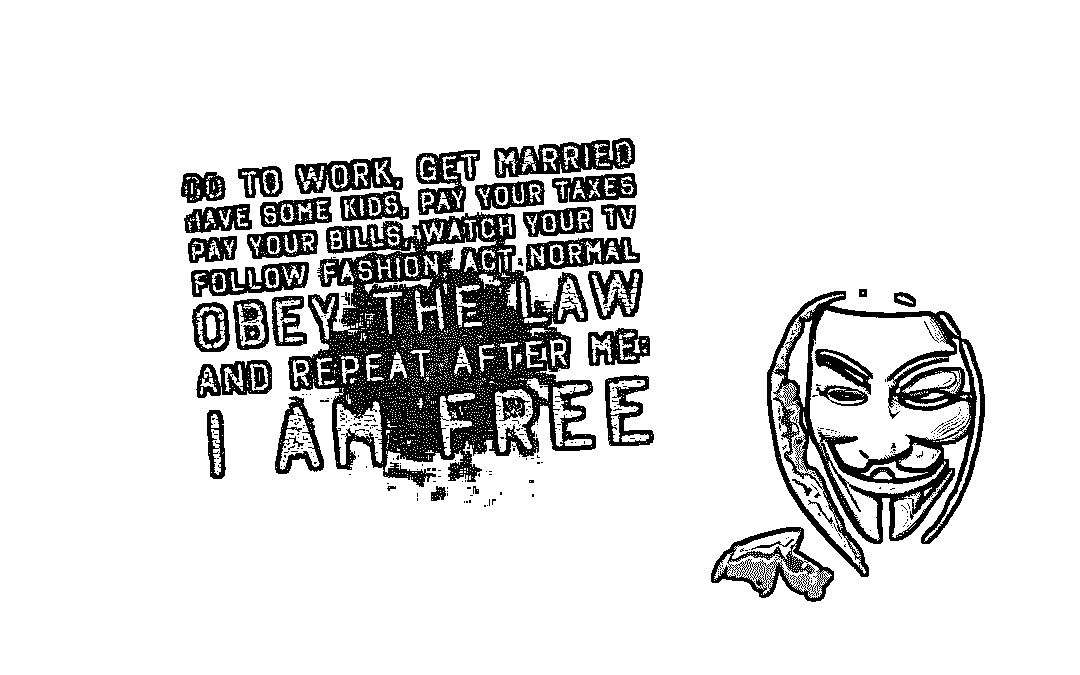 GO TO WORK, GET MARRIED
HAVE SOME KIDS, PAY YOUR TAXES
PAY YOUR BILLS, WATCH YOUR TV
FOLLOW FASHION, ACT NORMAL
OBEY THE LAW
AND REPEAT AFTER ME:
I AM FREE